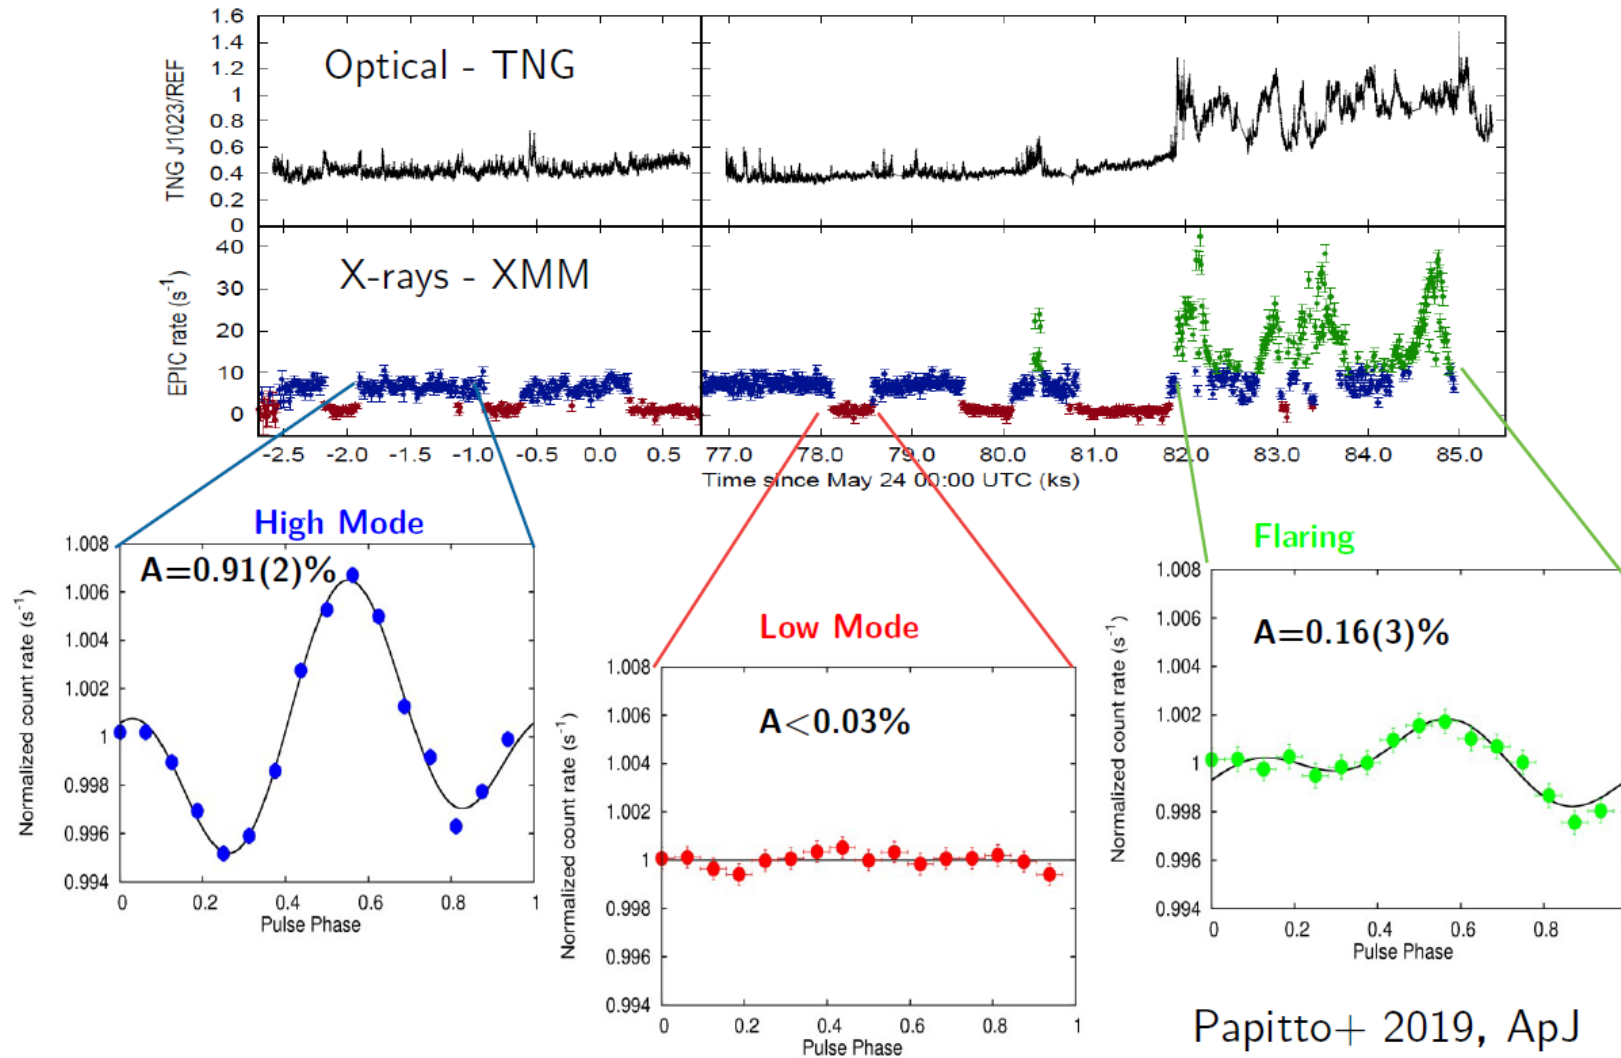 1.6
1.4
1.2
1
0.8
0.6
0.4
0.2
0
TNG J1023/REF
Optical - TNG
40
30
20
10
0
EPIC rate (s⁻¹)
X-rays - XMM
-2.5 -2.0 -1.5 -1.0 -0.5 0.0 0.5 77.0 78.0 79.0 80.0 81.0 82.0 83.0 84.0 85.0
Time since May 24 00:00 UTC (ks)
High Mode
A=0.91(2)%
1.008
1.006
1.004
1.002
1
0.998
0.996
0.994
Normalized count rate (s⁻¹)
0 0.2 0.4 0.6 0.8 1
Pulse Phase
Low Mode
A<0.03%
1.008
1.006
1.004
1.002
1
0.998
0.996
0.994
Normalized count rate (s⁻¹)
0 0.2 0.4 0.6 0.8 1
Pulse Phase
Flaring
A=0.16(3)%
1.008
1.006
1.004
1.002
1
0.998
0.996
0.994
Normalized count rate (s⁻¹)
0 0.2 0.4 0.6 0.8
Pulse Phase
Papitto+ 2019, ApJ